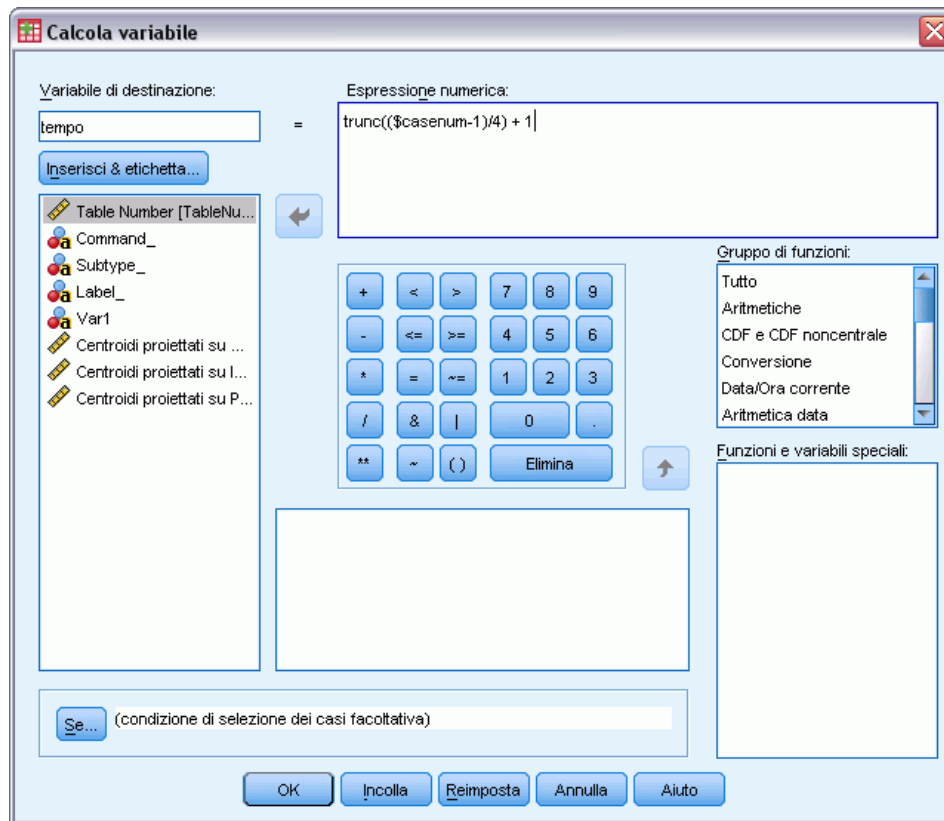 Calcola variabile
Variabile di destinazione:
tempo
=
Espressione numerica:
trunc(($casenum-1)/4) + 1
Inserisci & etichetta...
Table Number [TableNu...
Command_
Subtype_
Label_
Var1
Centroidi proiettati su ...
Centroidi proiettati su I...
Centroidi proiettati su P...
+ < > 7 8 9
- <= >= 4 5 6
* = ~= 1 2 3
/ & | 0 .
** ~ ( ) Elimina
Gruppo di funzioni:
Tutto
Aritmetiche
CDF e CDF noncentrale
Conversione
Data/Ora corrente
Aritmetica data
Funzioni e variabili speciali:
Se... (condizione di selezione dei casi facoltativa)
OK Incolla Reimposta Annulla Aiuto